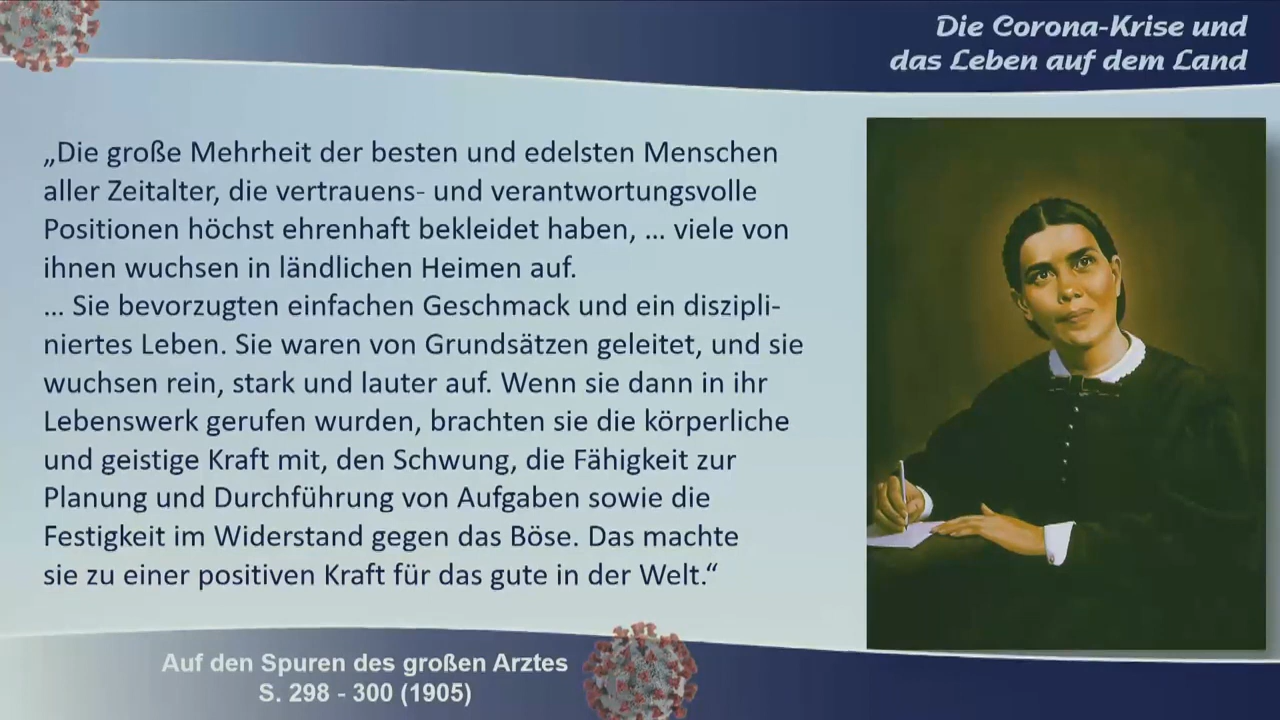 Die Corona-Krise und
das Leben auf dem Land
„Die große Mehrheit der besten und edelsten Menschen
aller Zeitalter, die vertrauens- und verantwortungsvolle
Positionen höchst ehrenhaft bekleidet haben, ... viele von
ihnen wuchsen in ländlichen Heimen auf.
... Sie bevorzugten einfachen Geschmack und ein diszipli-
niertes Leben. Sie waren von Grundsätzen geleitet, und sie
wuchsen rein, stark und lauter auf. Wenn sie dann in ihr
Lebenswerk gerufen wurden, brachten sie die körperliche
und geistige Kraft mit, den Schwung, die Fähigkeit zur
Planung und Durchführung von Aufgaben sowie die
Festigkeit im Widerstand gegen das Böse. Das machte
sie zu einer positiven Kraft für das gute in der Welt.“
Auf den Spuren des großen Arztes
S. 298 - 300 (1905)